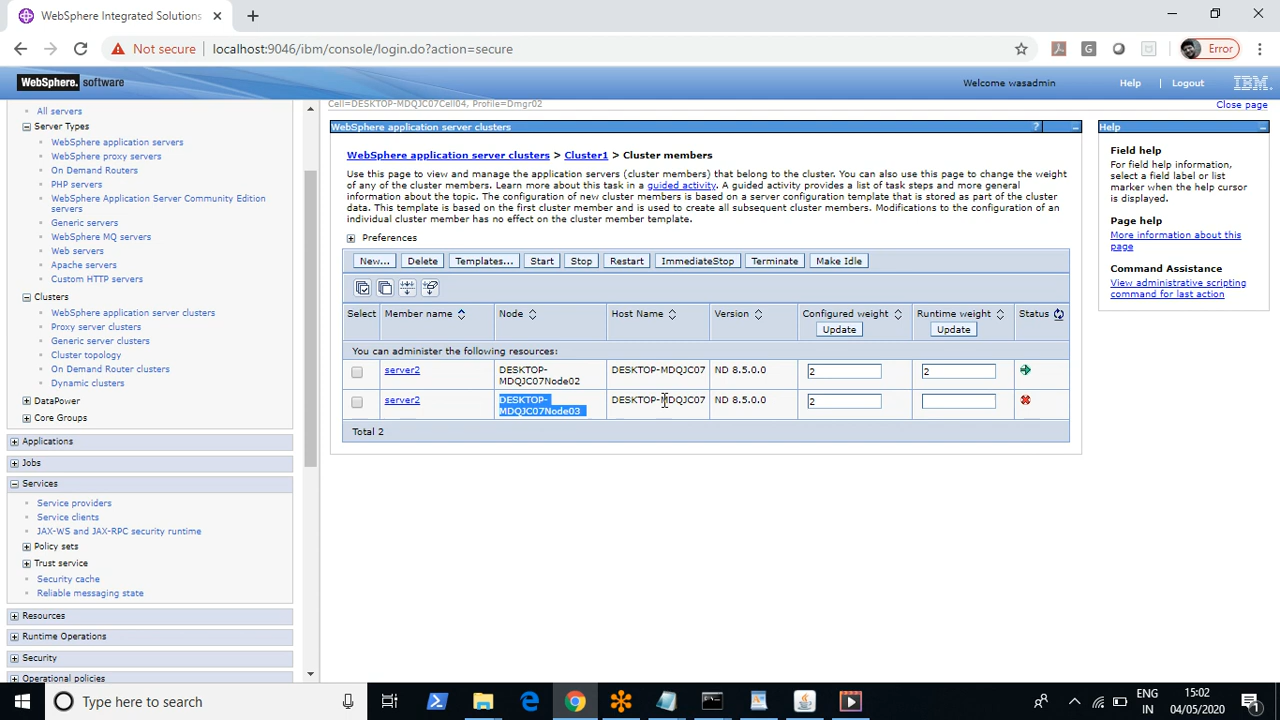 WebSphere Integrated Solutions
Not secure localhost:9046/ibm/console/login.do?action=secure
Error
WebSphere. software
Welcome wasadmin
Help
Logout
IBM
Cell=DESKTOP-MDQJC07Cell04, Profile=Dmgr02
Close page
All servers
Server Types
WebSphere application servers
WebSphere proxy servers
On Demand Routers
PHP servers
WebSphere Application Server Community Edition
servers
Generic servers
WebSphere MQ servers
Web servers
Apache servers
Custom HTTP servers
Clusters
WebSphere application server clusters
Proxy server clusters
Generic server clusters
Cluster topology
On Demand Router clusters
Dynamic clusters
DataPower
Core Groups
Applications
Jobs
Services
Service providers
Service clients
JAX-WS and JAX-RPC security runtime
Policy sets
Trust service
Security cache
Reliable messaging state
Resources
Runtime Operations
Security
Operational policies
WebSphere application server clusters
?
WebSphere application server clusters > Cluster1 > Cluster members
Use this page to view and manage the application servers (cluster members) that belong to the cluster. You can also use this page to change the weight
of any of the cluster members. Learn more about this task in a guided activity. A guided activity provides a list of task steps and more general
information about the topic. The configuration of new cluster members is based on a server configuration template that is stored as part of the cluster
data. This template is based on the first cluster member and is used to create all subsequent cluster members. Modifications to the configuration of an
individual cluster member has no effect on the cluster member template.
Preferences
New... Delete Templates... Start Stop Restart ImmediateStop Terminate Make Idle
Select Member name Node Host Name Version Configured weight Runtime weight Status
Update Update
You can administer the following resources:
server2 DESKTOP- DESKTOP-MDQJC07 ND 8.5.0.0 2 2
MDQJC07Node02
server2 DESKTOP- DESKTOP-MDQJC07 ND 8.5.0.0 2
MDQJC07Node03
Total 2
Help
Field help
For field help information,
select a field label or list
marker when the help cursor
is displayed.
Page help
More information about this
page
Command Assistance
View administrative scripting
command for last action
Type here to search
ENG
IN
15:02
04/05/2020
1